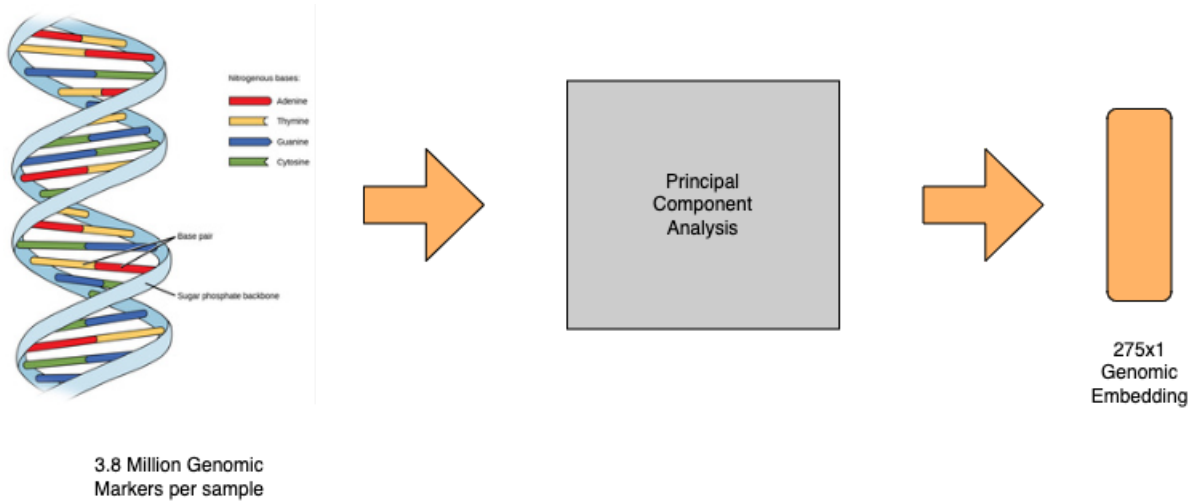 Nitrogenous bases:
Adenine
Thymine
Guanine
Cytosine
Base pair
Sugar phosphate backbone
3.8 Million Genomic
Markers per sample
Principal
Component
Analysis
275x1
Genomic
Embedding